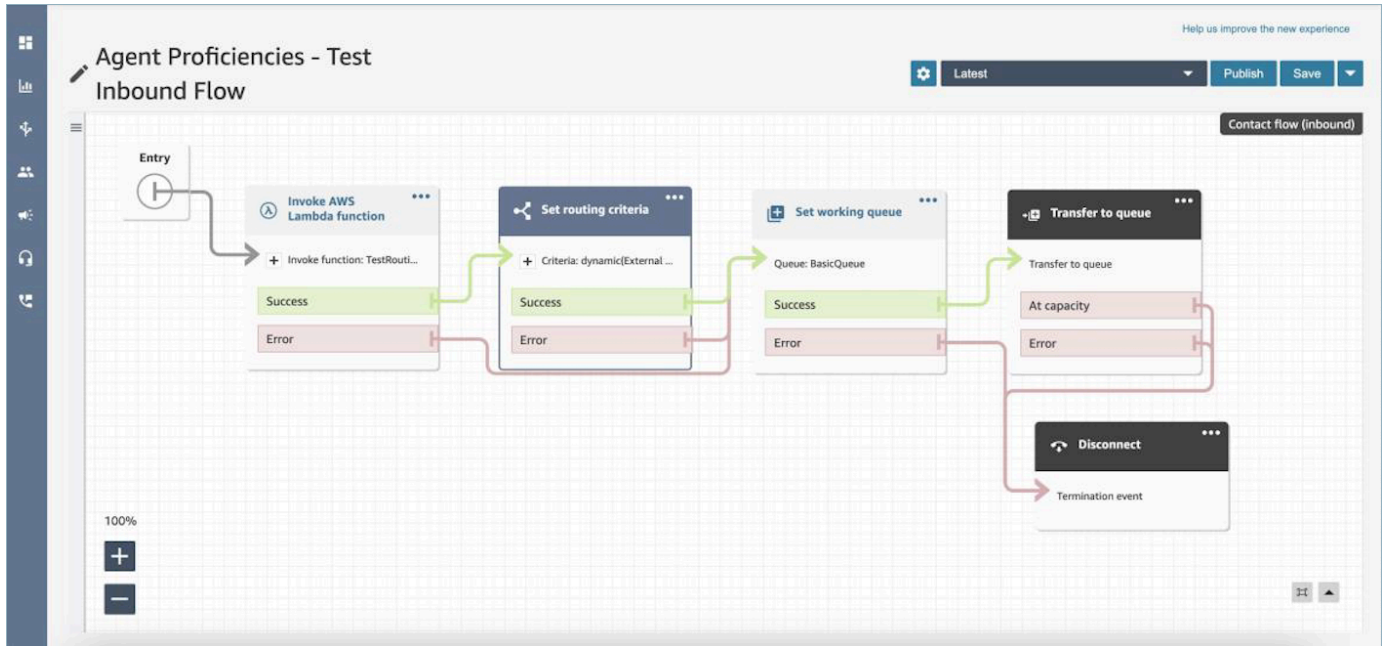 Help us improve the new experience
Agent Proficiencies - Test
Inbound Flow
Latest
Publish
Save
Contact flow (inbound)
Entry
Invoke AWS
Lambda function
Invoke function: TestRouti...
Success
Error
Set routing criteria
Criteria: dynamic(External ...
Success
Error
Set working queue
Queue: BasicQueue
Success
Error
Transfer to queue
Transfer to queue
At capacity
Error
Disconnect
Termination event
100%